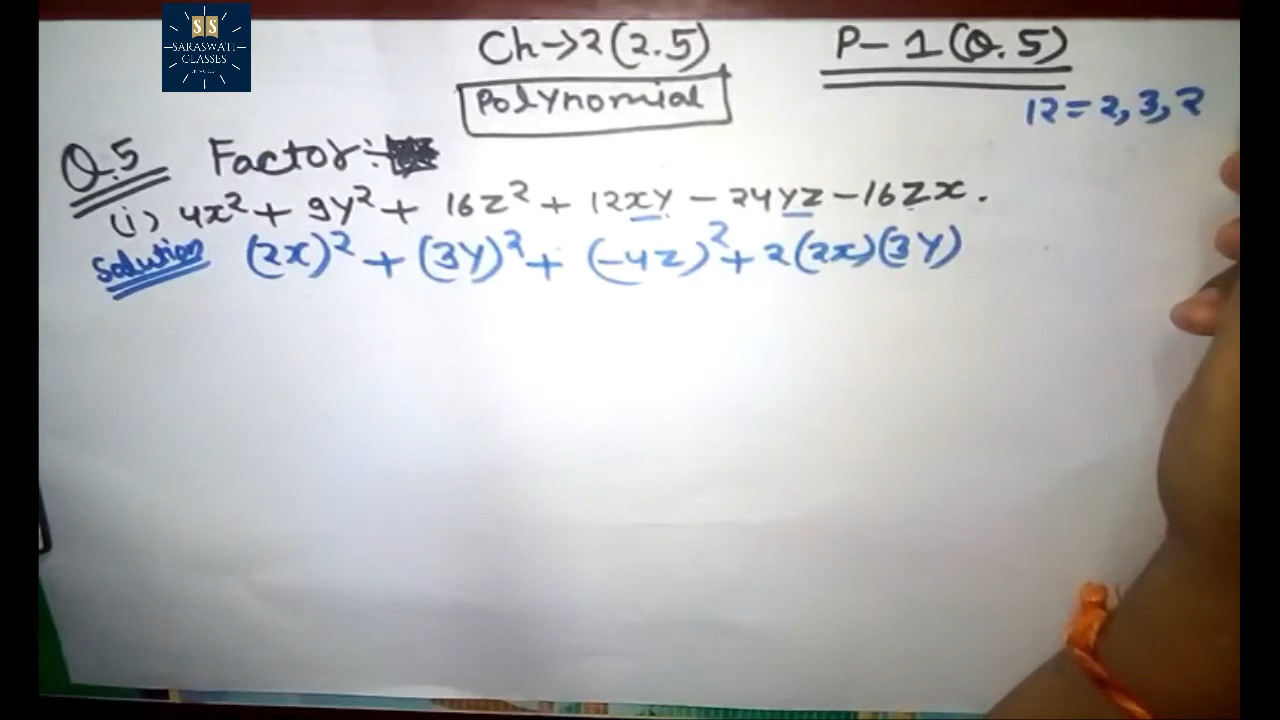 SS
SARASWATI
CLASSES
Ch->2(2.5)
P-1(Q.5)
Polynomial
12=2,3,2
Q.5 Factor:-
(i) 4x²+ 9y²+ 16z²+ 12xy - 24yz-16zx.
Solution (2x)²+(3y)²+(-4z)²+2(2x)(3y)